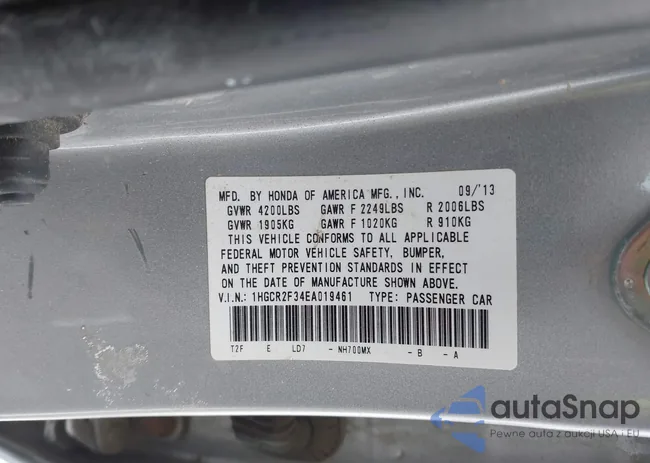 MFD. BY HONDA OF AMERICA MFG., INC. 09/'13
GVWR 4200LBS GAWR F 2249LBS R 2006LBS
GVWR 1905KG GAWR F 1020KG R 910KG
THIS VEHICLE CONFORMS TO ALL APPLICABLE
FEDERAL MOTOR VEHICLE SAFETY, BUMPER,
AND THEFT PREVENTION STANDARDS IN EFFECT
ON THE DATE OF MANUFACTURE SHOWN ABOVE.
V.I.N.: 1HGCR2F34EA019461 TYPE: PASSENGER CAR
T2F E LD7 -NH700MX -B -A
autaSnap
Pewne auta z aukcji USA i EU